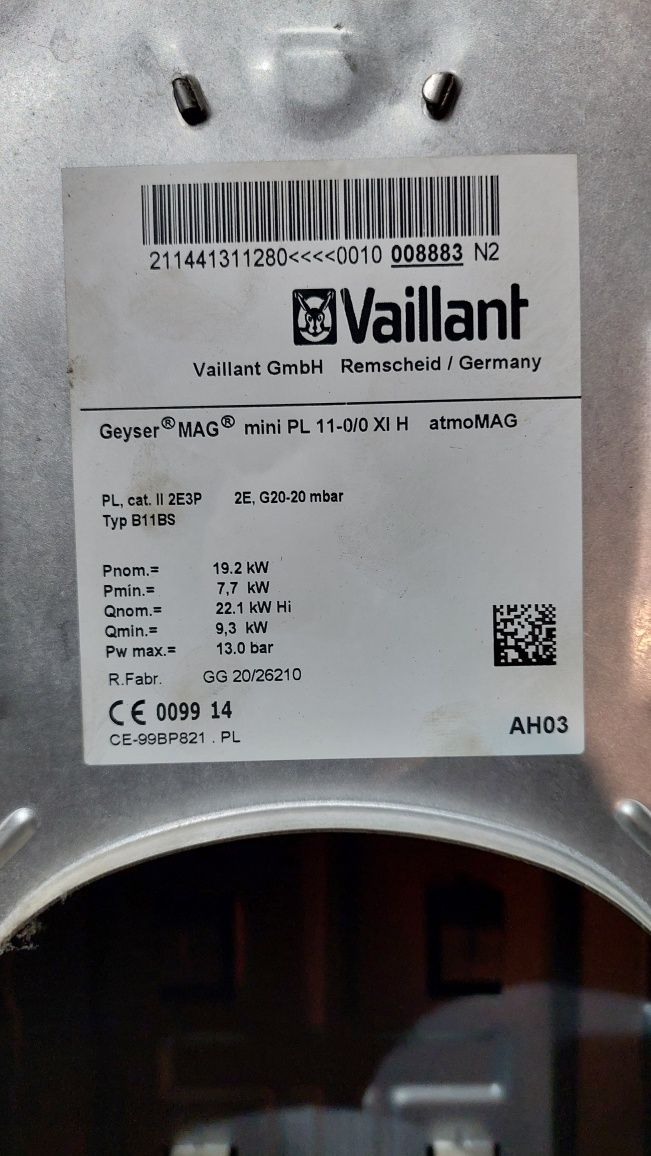 211441311280<<<<0010 008883 N2
Vaillant
Vaillant GmbH Remscheid / Germany
Geyser®MAG® mini PL 11-0/0 XI H atmoMAG
PL, cat. II 2E3P 2E, G20-20 mbar
Typ B11BS
Pnom.= 19.2 kW
Pmin.= 7,7 kW
Qnom.= 22.1 kW Hi
Qmin.= 9,3 kW
Pw max.= 13.0 bar
R.Fabr. GG 20/26210
CE 0099 14
CE-99BP821 . PL
AH03